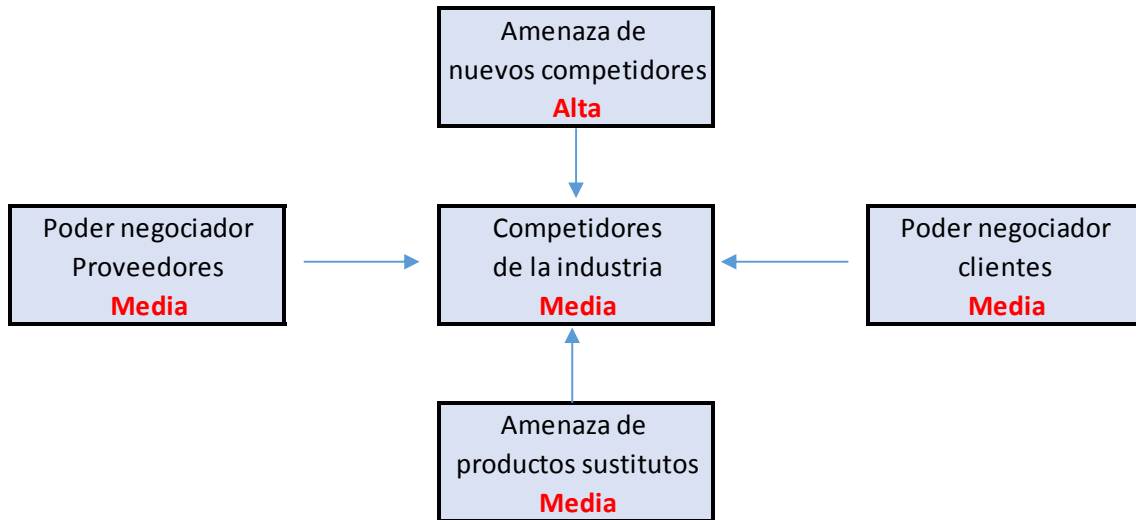 Amenaza de
nuevos competidores
Alta
Poder negociador
Proveedores
Media
Competidores
de la industria
Media
Poder negociador
clientes
Media
Amenaza de
productos sustitutos
Media